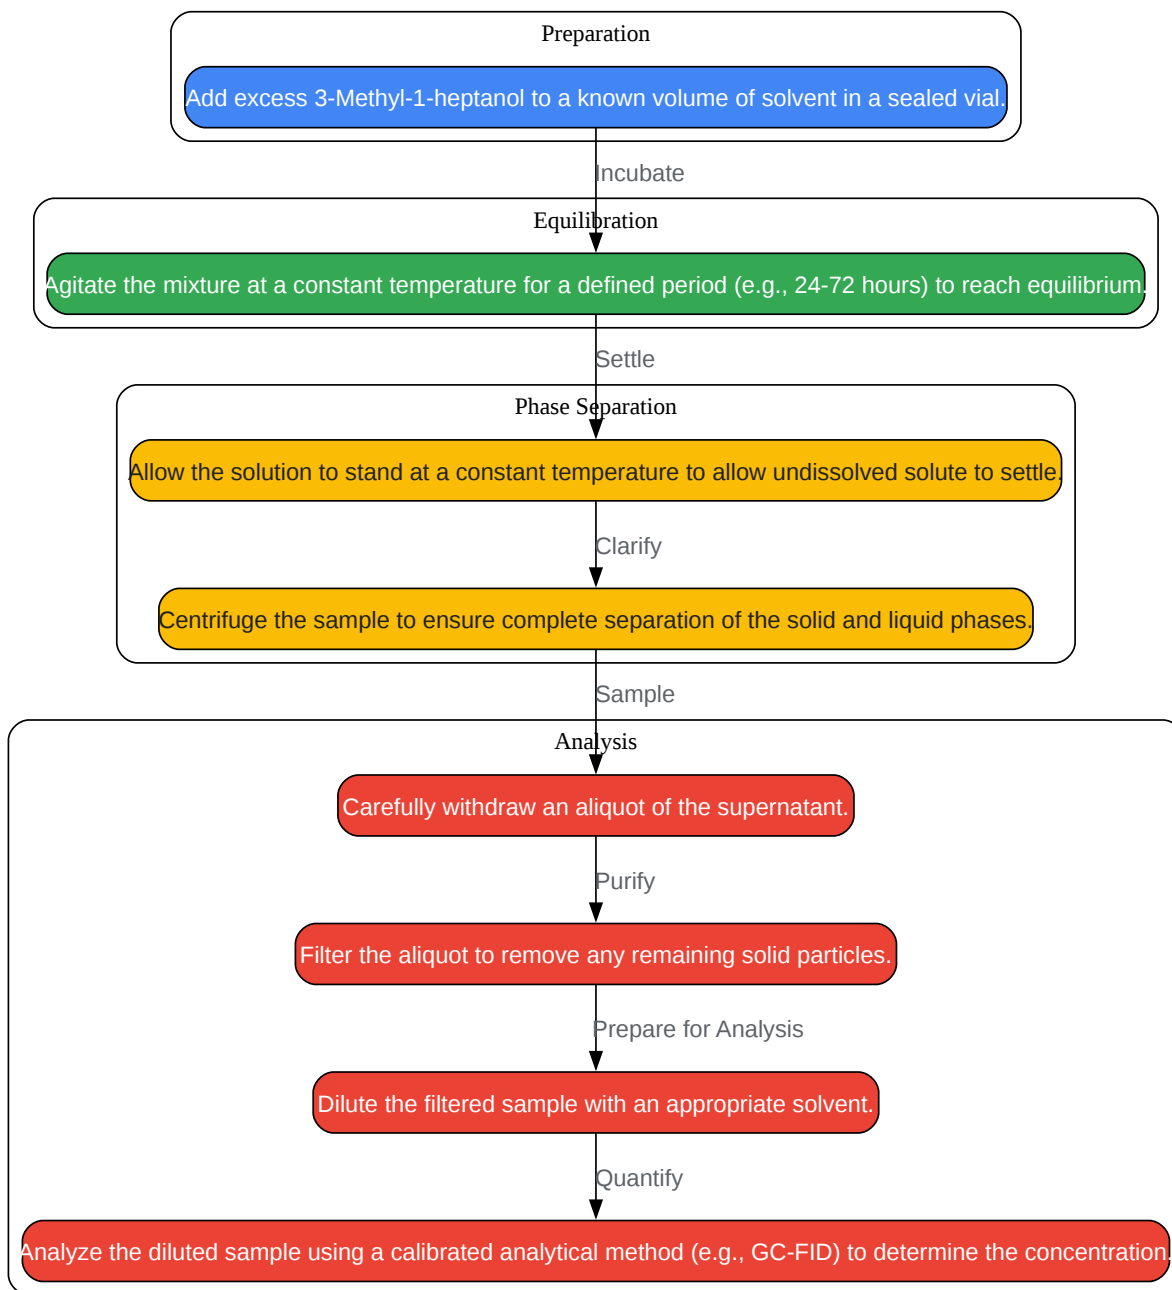 Preparation
Add excess 3-Methyl-1-heptanol to a known volume of solvent in a sealed vial.
Incubate
Equilibration
Agitate the mixture at a constant temperature for a defined period (e.g., 24-72 hours) to reach equilibrium.
Settle
Phase Separation
Allow the solution to stand at a constant temperature to allow undissolved solute to settle.
Clarify
Centrifuge the sample to ensure complete separation of the solid and liquid phases.
Sample
Analysis
Carefully withdraw an aliquot of the supernatant.
Purify
Filter the aliquot to remove any remaining solid particles.
Prepare for Analysis
Dilute the filtered sample with an appropriate solvent.
Quantify
Analyze the diluted sample using a calibrated analytical method (e.g., GC-FID) to determine the concentration.